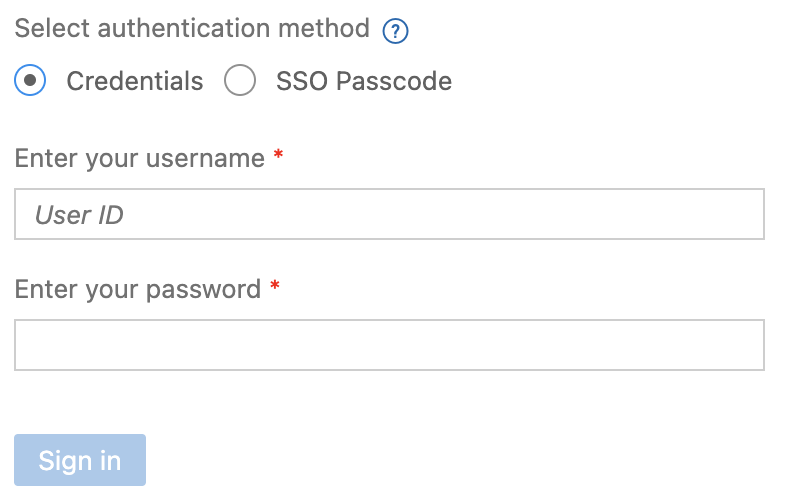 Select authentication method ?
Credentials SSO Passcode
Enter your username *
User ID
Enter your password *
Sign in